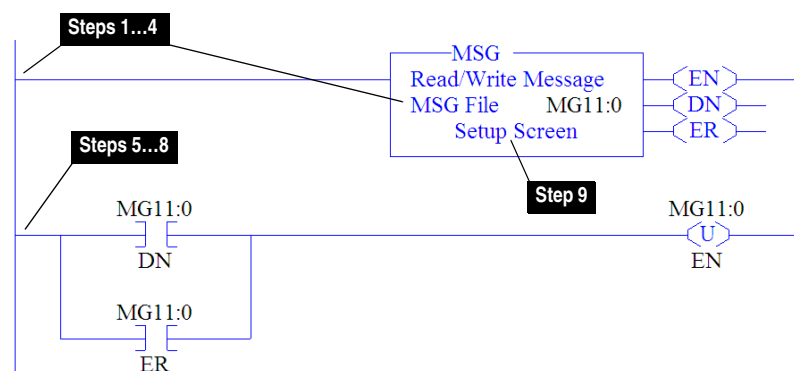 Steps 1...4
MSG
Read/Write Message
EN
MSG File MG11:0
DN
Setup Screen
ER
Steps 5...8
Step 9
MG11:0
MG11:0
U
DN
EN
MG11:0
ER